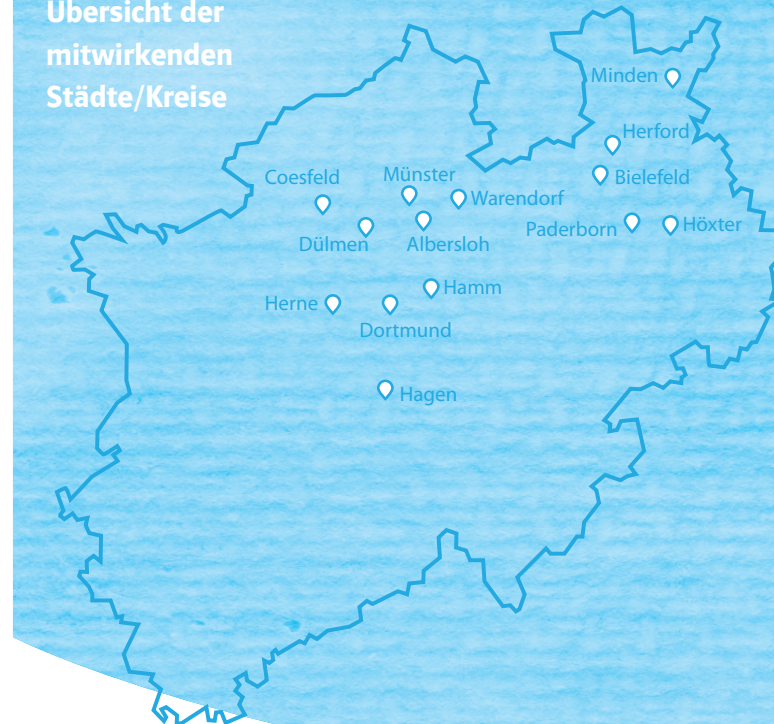 Übersicht der
mitwirkenden
Städte/Kreise
Minden
Herford
Coesfeld
Münster
Bielefeld
Warendorf
Dülmen
Albersloh
Paderborn
Höxter
Herne
Hamm
Dortmund
Hagen